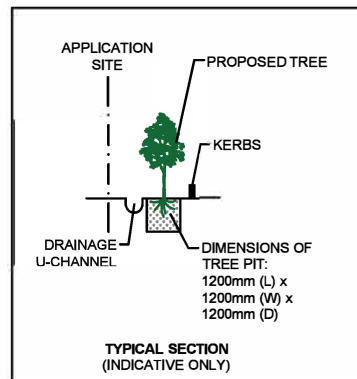 APPLICATION
SITE
PROPOSED TREE
KERBS
DRAINAGE
U-CHANNEL
DIMENSIONS OF
TREE PIT:
1200mm (L) x
1200mm (W) x
1200mm (D)
TYPICAL SECTION
(INDICATIVE ONLY)